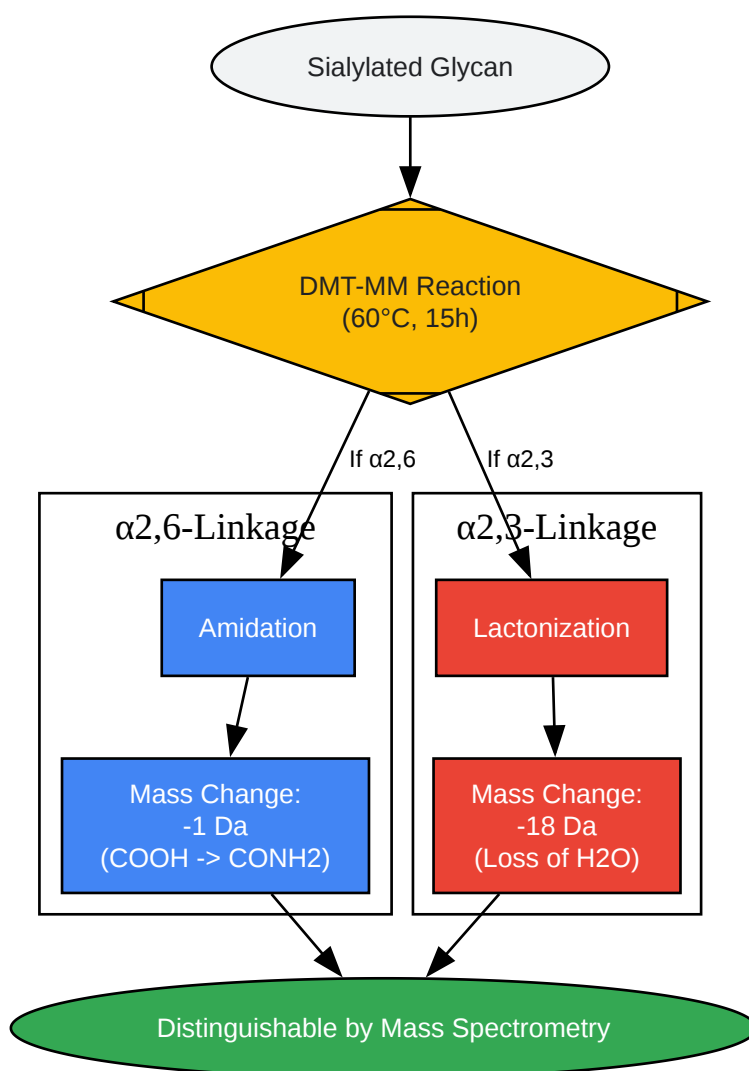 Sialylated Glycan
DMT-MM Reaction
(60°C, 15h)
If α2,6
If α2,3
α2,6-Linkage
α2,3-Linkage
Amidation
Lactonization
Mass Change:
-1 Da
(COOH -> CONH2)
Mass Change:
-18 Da
(Loss of H2O)
Distinguishable by Mass Spectrometry